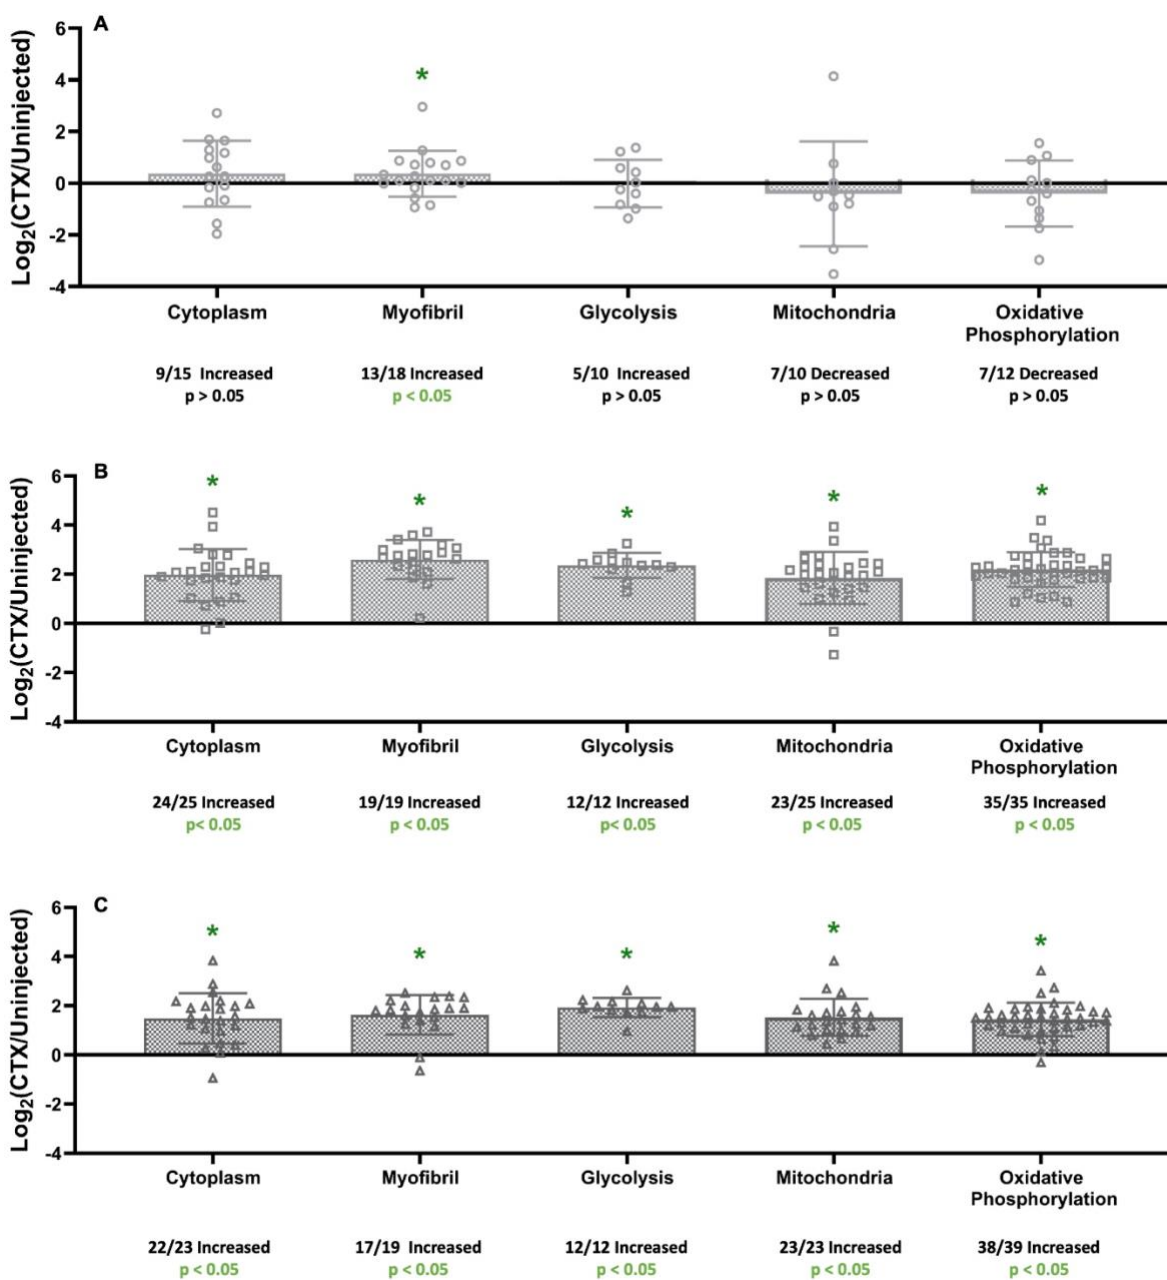 A
Log2(CTX/Uninjected)
6
4
2
0
-2
-4
*
Cytoplasm Myofibril Glycolysis Mitochondria Oxidative
Phosphorylation
9/15 Increased 13/18 Increased 5/10 Increased 7/10 Decreased 7/12 Decreased
p > 0.05 p < 0.05 p > 0.05 p > 0.05 p > 0.05
B
Log2(CTX/Uninjected)
6
4
2
0
-2
-4
* * * * *
Cytoplasm Myofibril Glycolysis Mitochondria Oxidative
Phosphorylation
24/25 Increased 19/19 Increased 12/12 Increased 23/25 Increased 35/35 Increased
p< 0.05 p < 0.05 p< 0.05 p < 0.05 p < 0.05
C
Log2(CTX/Uninjected)
6
4
2
0
-2
-4
* * * * *
Cytoplasm Myofibril Glycolysis Mitochondria Oxidative
Phosphorylation
22/23 Increased 17/19 Increased 12/12 Increased 23/23 Increased 38/39 Increased
p < 0.05 p < 0.05 p < 0.05 p < 0.05 p < 0.05